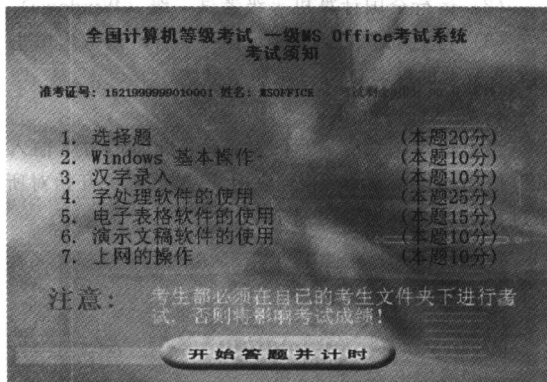 全国计算机等级考试 一级MS Office考试系统
考试须知
准考证号: 1521999999010001 姓名: MSOFFICE
1. 选择题 (本题20分)
2. Windows 基本操作 (本题10分)
3. 汉字录入 (本题10分)
4. 字处理软件的使用 (本题25分)
5. 电子表格软件的使用 (本题15分)
6. 演示文稿软件的使用 (本题10分)
7. 上网的操作 (本题10分)
注意: 考生都必须在自已的考生文件夹下进行考
试, 否则将影响考试成绩!
开始答题并计时